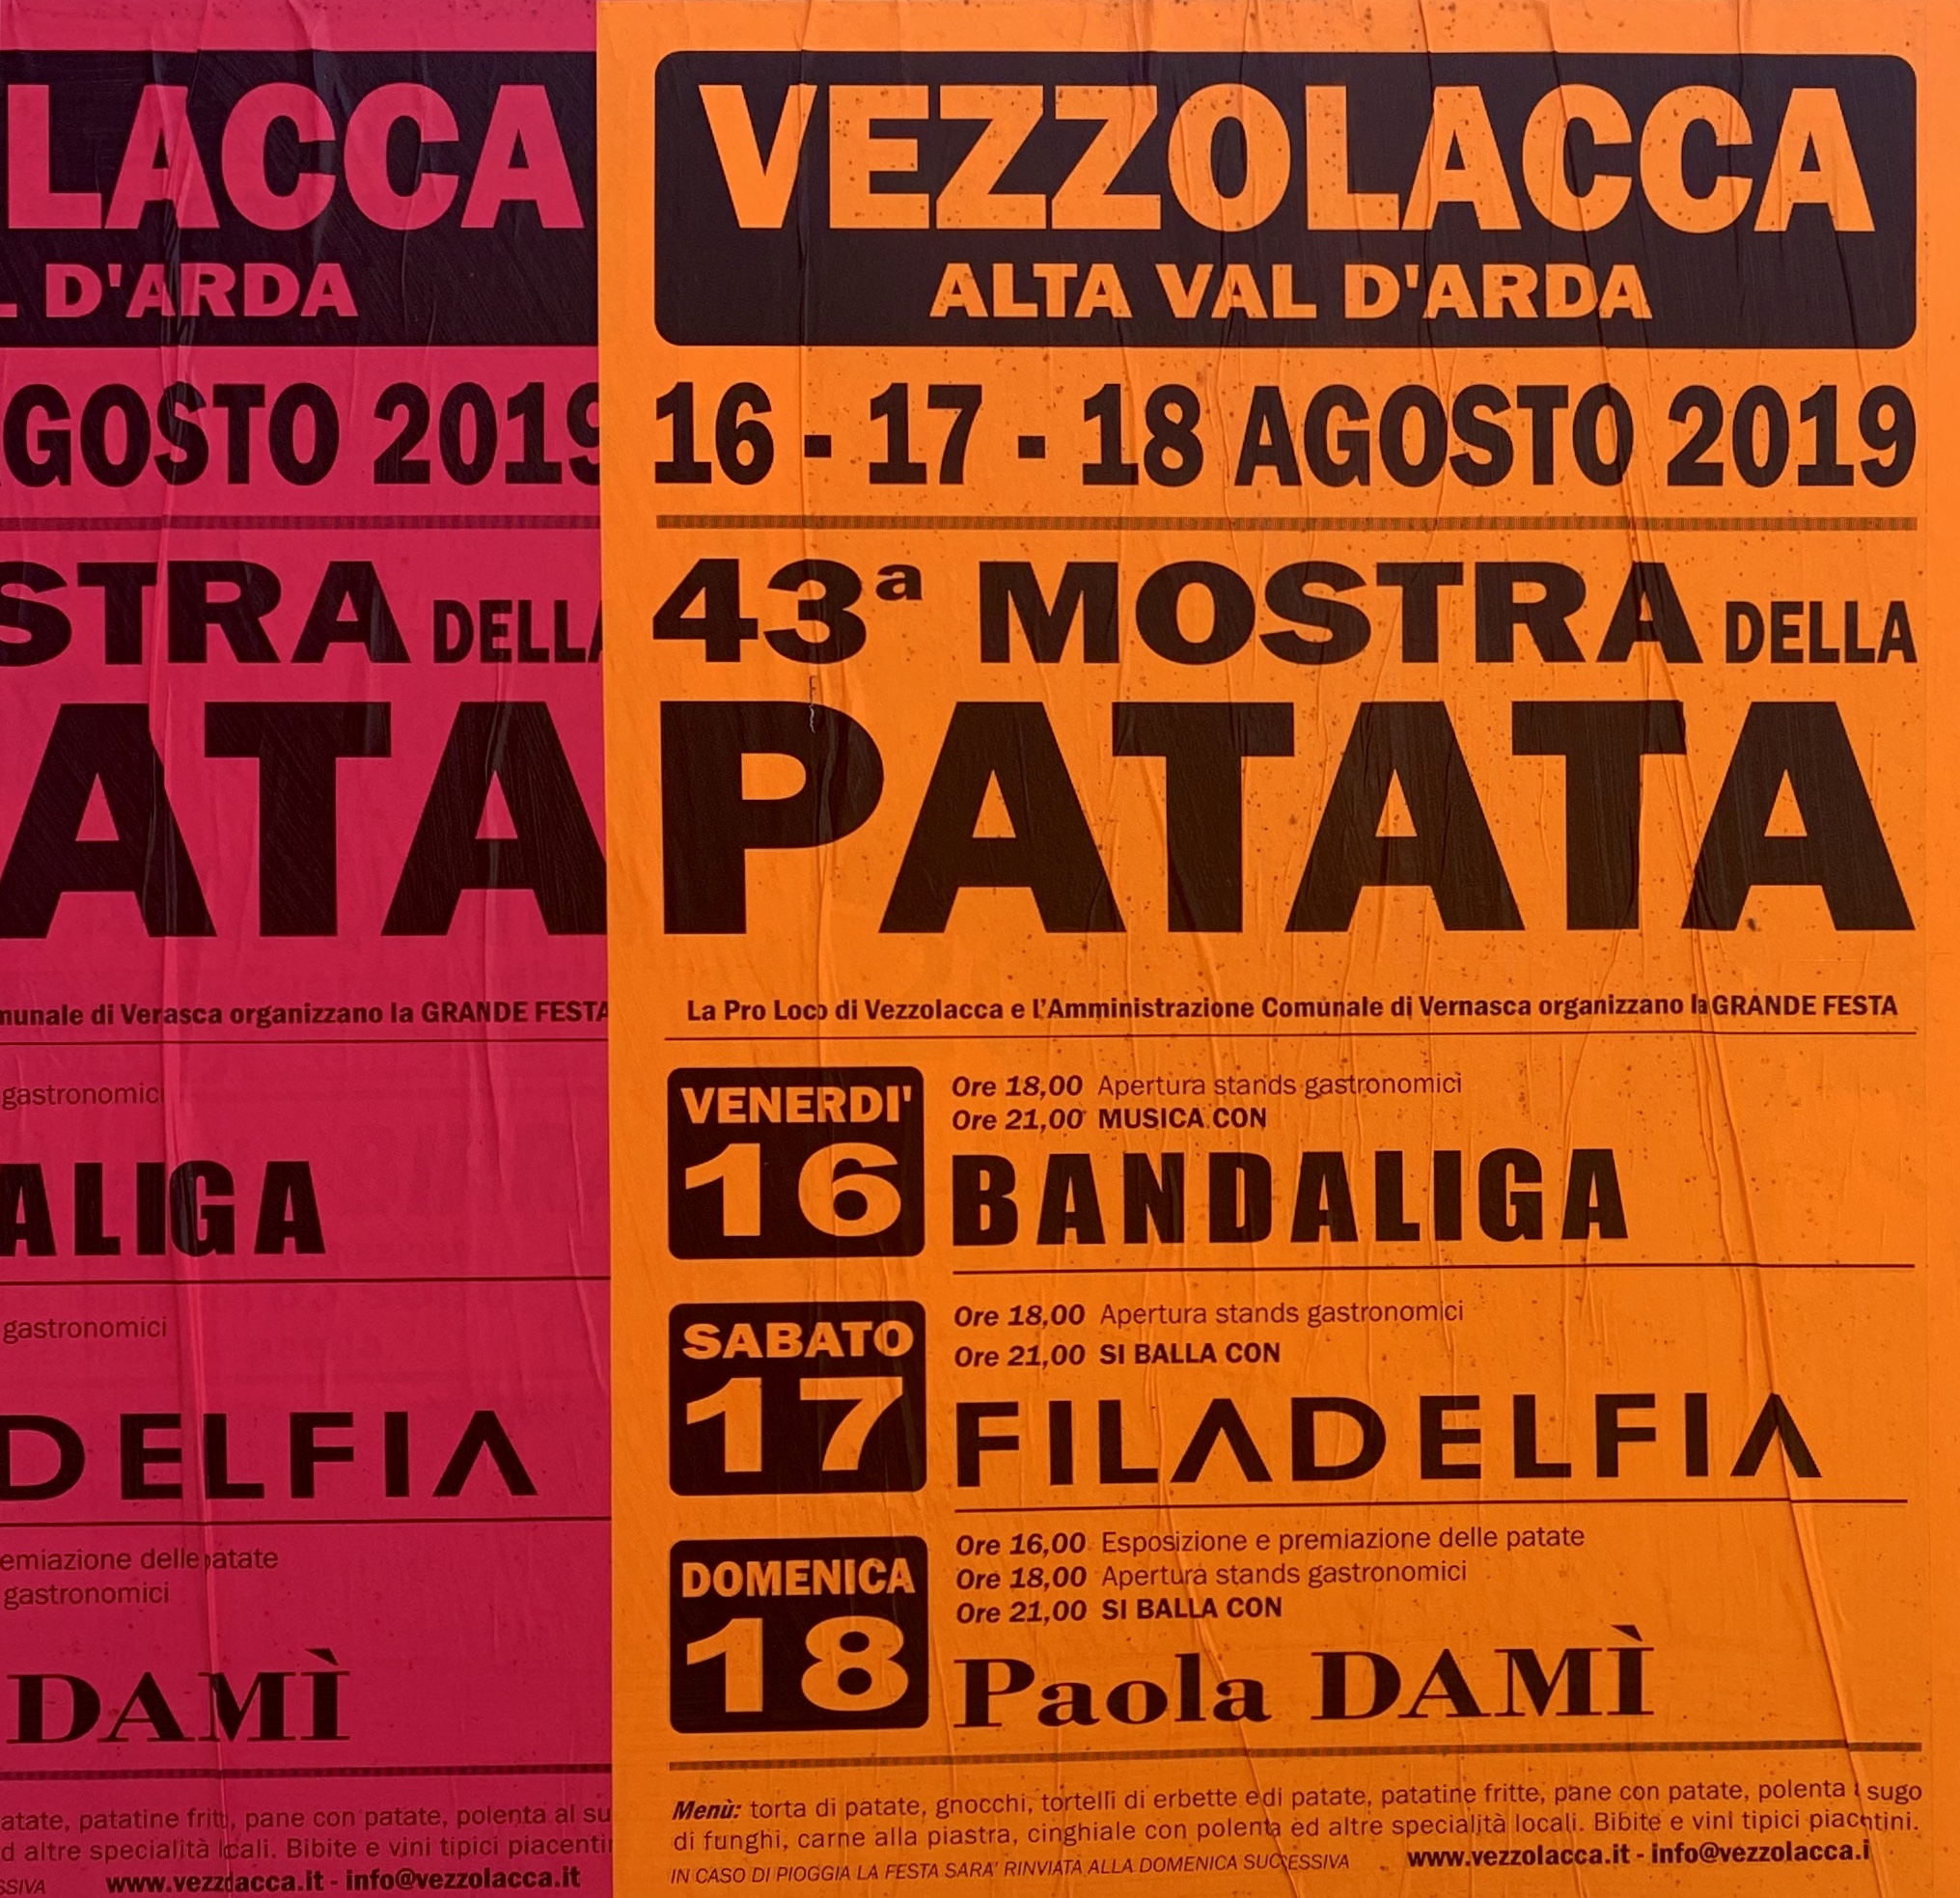 LACCA
L D'ARDA
GOSTO 2019
STRA DELLA
ATA
munale di Verasca organizzano la GRANDE FESTA
gastronomici
ALIGA
gastronomici
DELFIA
emiazione delle patate
gastronomici
DAMÌ
atate, patatine fritt, pane con patate, polenta al su
d altre specialità locali. Bibite e vini tipici piacentin
SSIVA www.vezzolacca.it - info@vezzolacca.it
VEZZOLACCA
ALTA VAL D'ARDA
16 - 17 - 18 AGOSTO 2019
43ª MOSTRA DELLA
PATATA
La Pro Loco di Vezzolacca e l'Amministrazione Comunale di Vernasca organizzano la GRANDE FESTA
VENERDI'
16
Ore 18,00 Apertura stands gastronomici
Ore 21,00 MUSICA CON
BANDALIGA
SABATO
17
Ore 18,00 Apertura stands gastronomici
Ore 21,00 SI BALLA CON
FILADELFIA
DOMENICA
18
Ore 16,00 Esposizione e premiazione delle patate
Ore 18,00 Apertura stands gastronomici
Ore 21,00 SI BALLA CON
Paola DAMÌ
Menù: torta di patate, gnocchi, tortelli di erbette e di patate, patatine fritte, pane con patate, polenta al sugo
di funghi, carne alla piastra, cinghiale con polenta ed altre specialità locali. Bibite e vini tipici piacentini.
IN CASO DI PIOGGIA LA FESTA SARA' RINVIATA ALLA DOMENICA SUCCESSIVA www.vezzolacca.it - info@vezzolacca.i